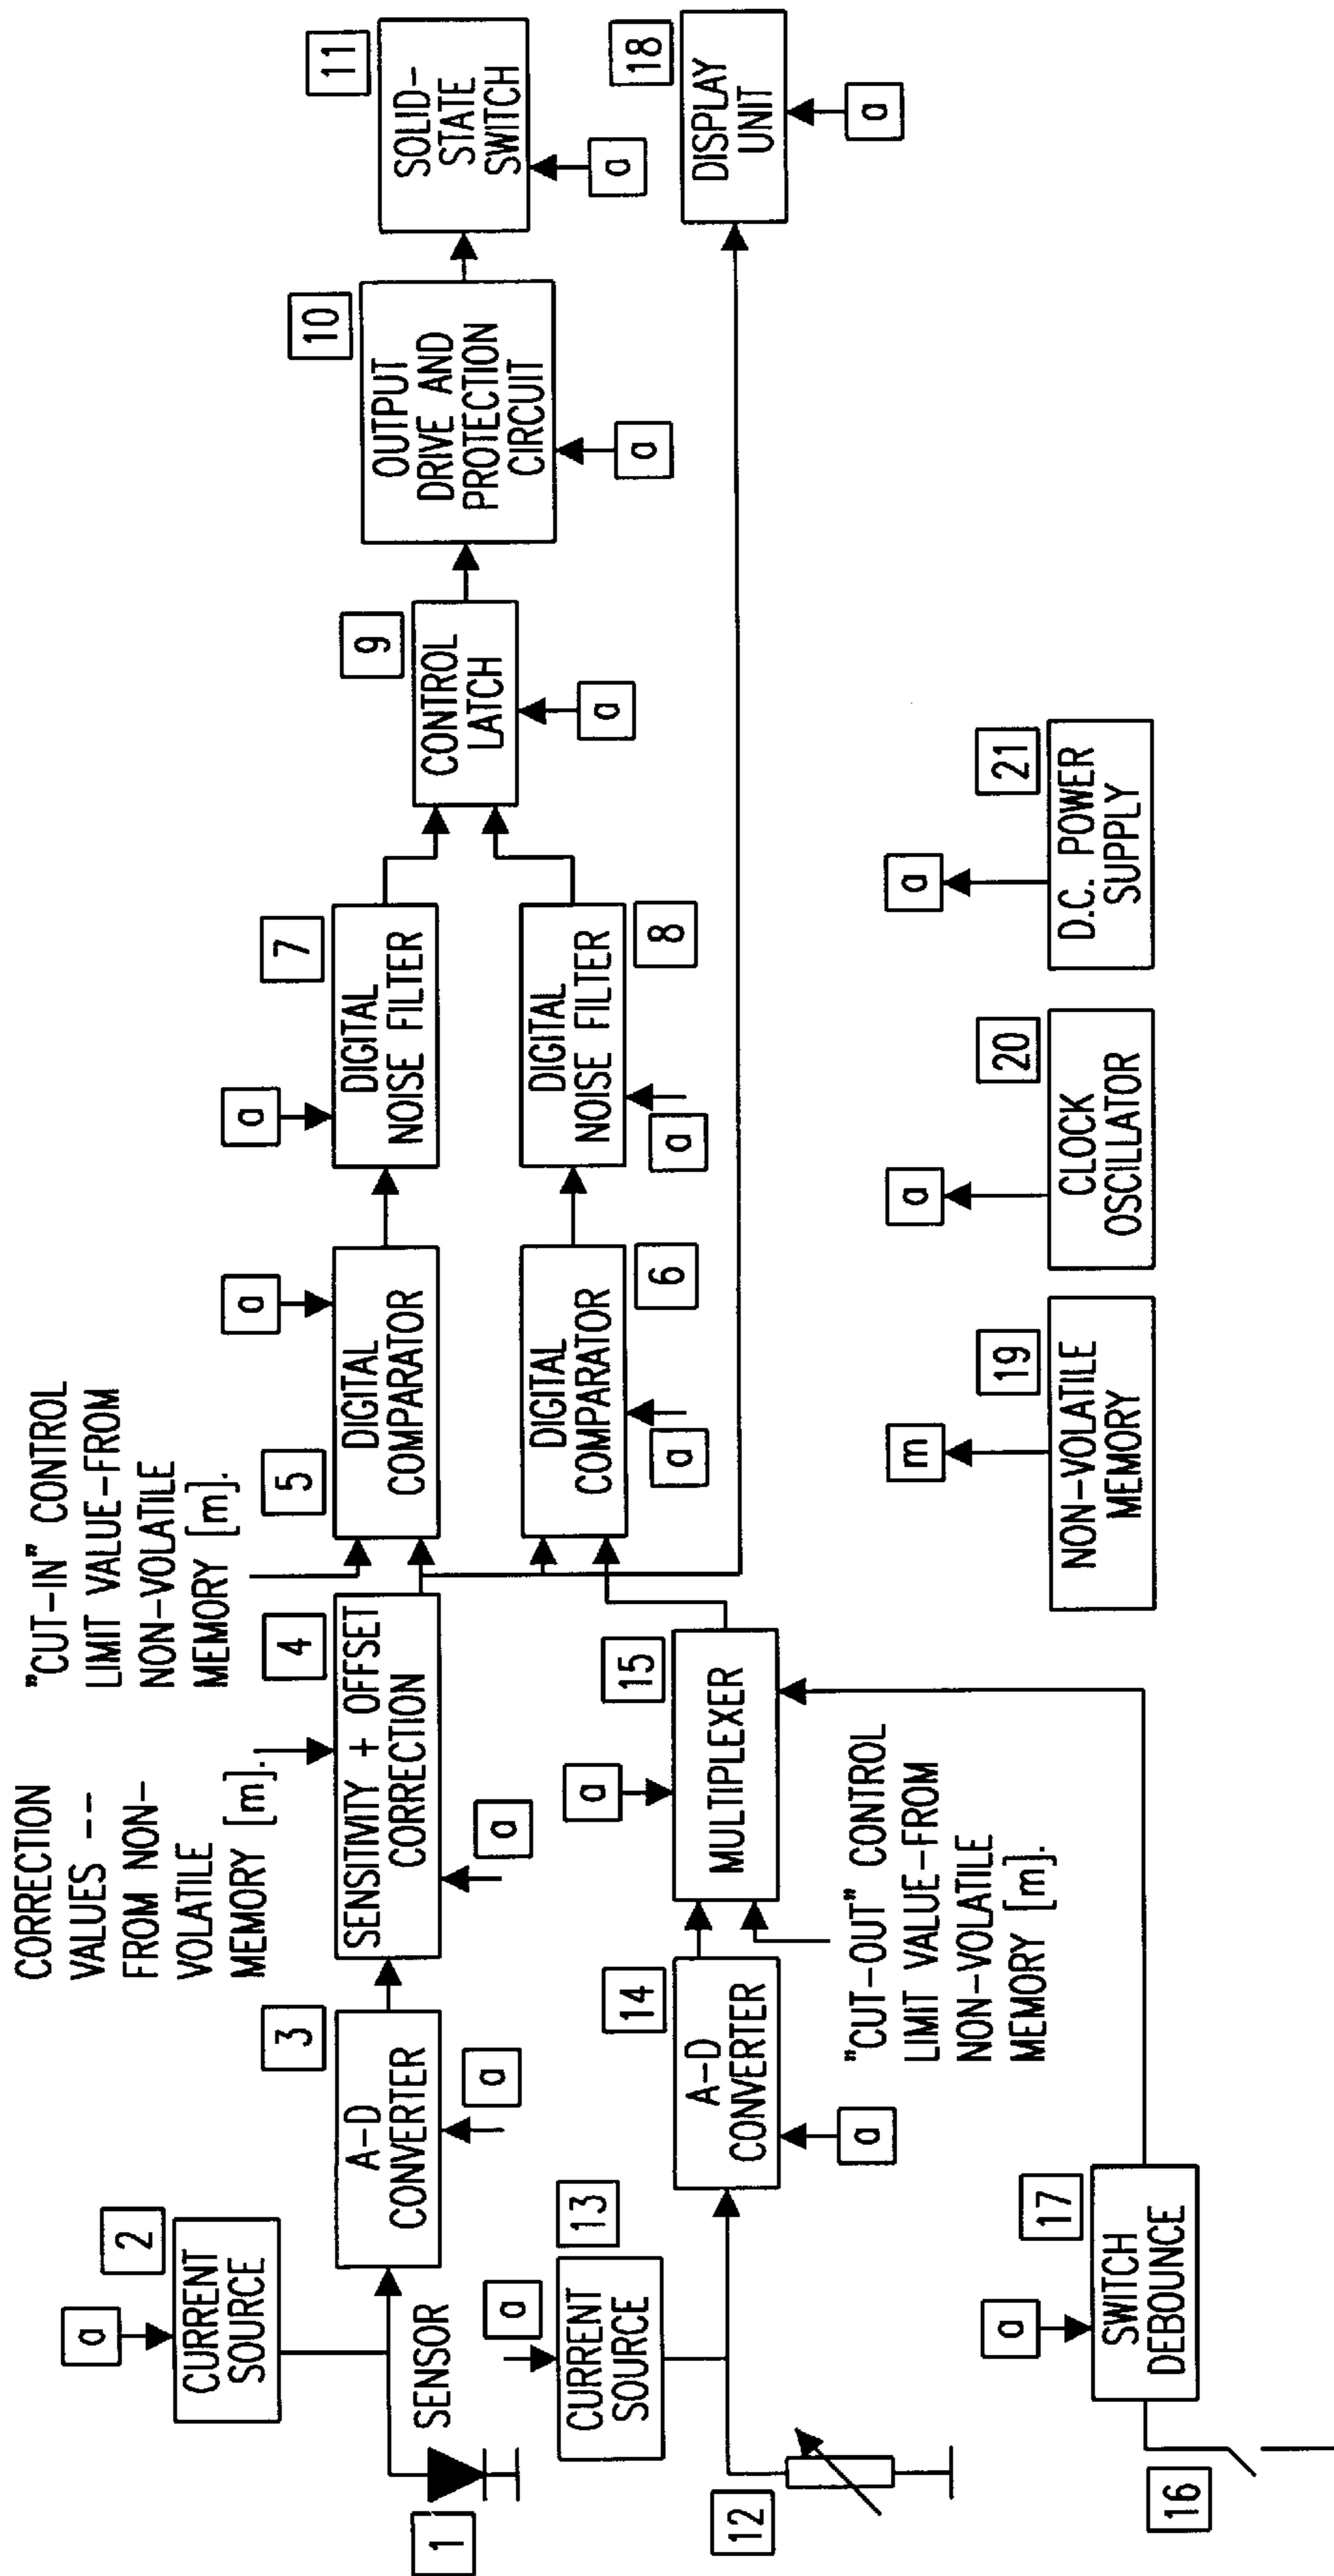 CORRECTION
VALUES --
FROM NON-
VOLATILE
MEMORY [m].
"CUT-IN" CONTROL
LIMIT VALUE-FROM
NON-VOLATILE
MEMORY [m].
a
2
CURRENT
SOURCE
1
SENSOR
3
A-D
CONVERTER
a
4
SENSITIVITY + OFFSET
CORRECTION
a
5
DIGITAL
COMPARATOR
a
7
DIGITAL
NOISE FILTER
a
DIGITAL
COMPARATOR
6
a
DIGITAL
NOISE FILTER
8
a
9
CONTROL
LATCH
a
10
OUTPUT
DRIVE AND
PROTECTION
CIRCUIT
a
11
SOLID-
STATE
SWITCH
a
a
13
CURRENT
SOURCE
12
14
A-D
CONVERTER
a
a
15
MULTIPLEXER
"CUT-OUT" CONTROL
LIMIT VALUE-FROM
NON-VOLATILE
MEMORY [m].
18
DISPLAY
UNIT
a
16
a
17
SWITCH
DEBOUNCE
m
19
NON-VOLATILE
MEMORY
a
20
CLOCK
OSCILLATOR
a
21
D.C. POWER
SUPPLY